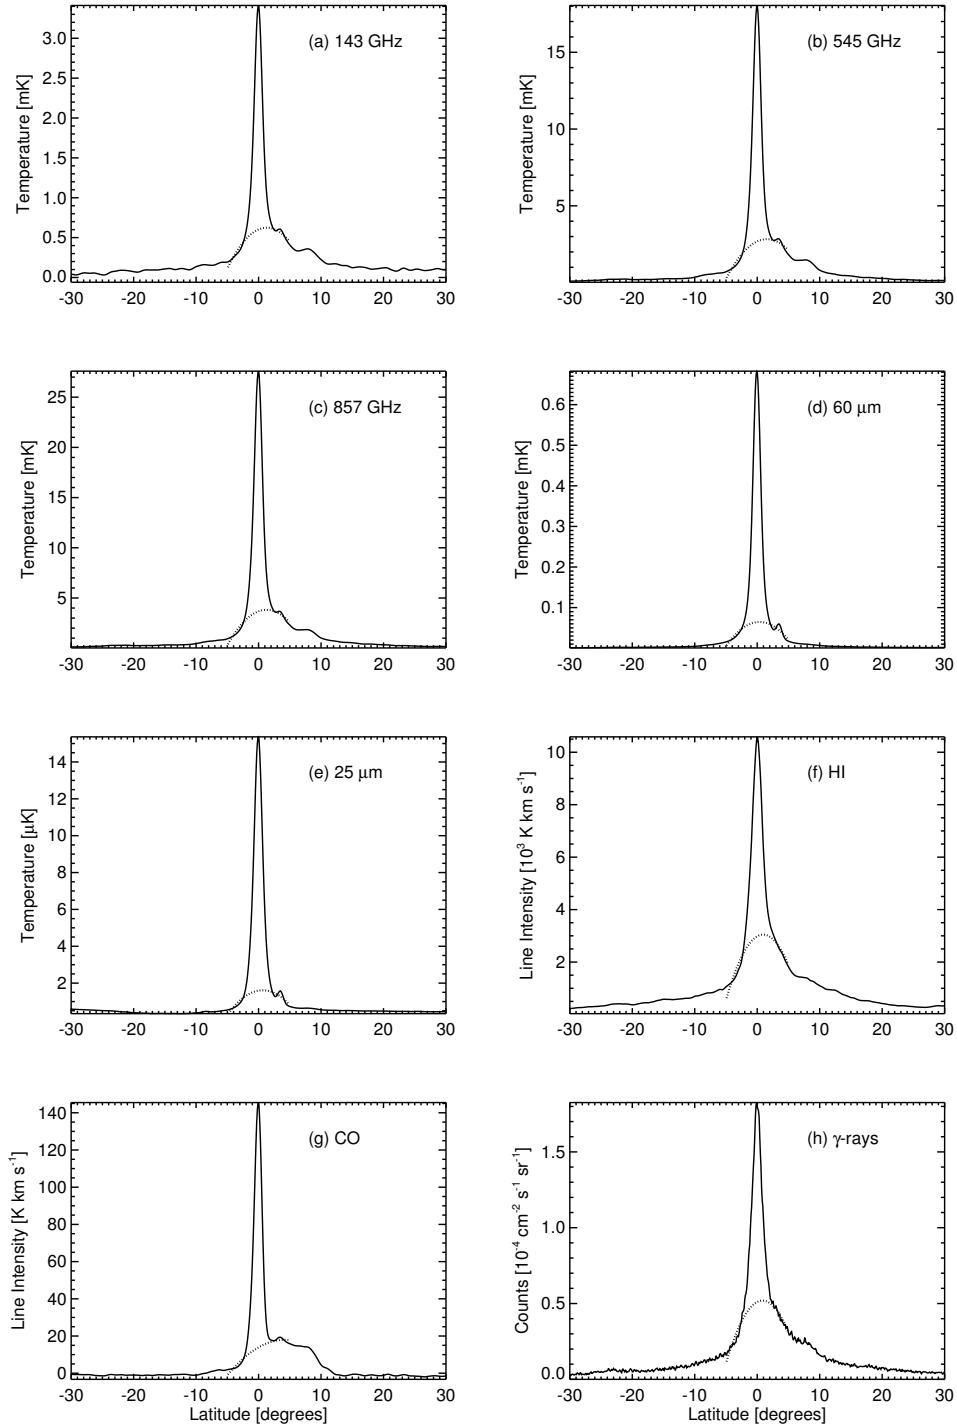 (a) 143 GHz
Temperature [mK]
3.0
2.5
2.0
1.5
1.0
0.5
0.0
-30 -20 -10 0 10 20 30
(b) 545 GHz
Temperature [mK]
15
10
5
-30 -20 -10 0 10 20 30
(c) 857 GHz
Temperature [mK]
25
20
15
10
5
-30 -20 -10 0 10 20 30
(d) 60 μm
Temperature [mK]
0.6
0.5
0.4
0.3
0.2
0.1
-30 -20 -10 0 10 20 30
(e) 25 μm
Temperature [μK]
14
12
10
8
6
4
2
-30 -20 -10 0 10 20 30
(f) HI
Line Intensity [10³ K km s⁻¹]
10
8
6
4
2
-30 -20 -10 0 10 20 30
(g) CO
Line Intensity [K km s⁻¹]
140
120
100
80
60
40
20
0
-30 -20 -10 0 10 20 30
Latitude [degrees]
(h) γ-rays
Counts [10⁻⁴ cm⁻² s⁻¹ sr⁻¹]
1.5
1.0
0.5
0.0
-30 -20 -10 0 10 20 30
Latitude [degrees]